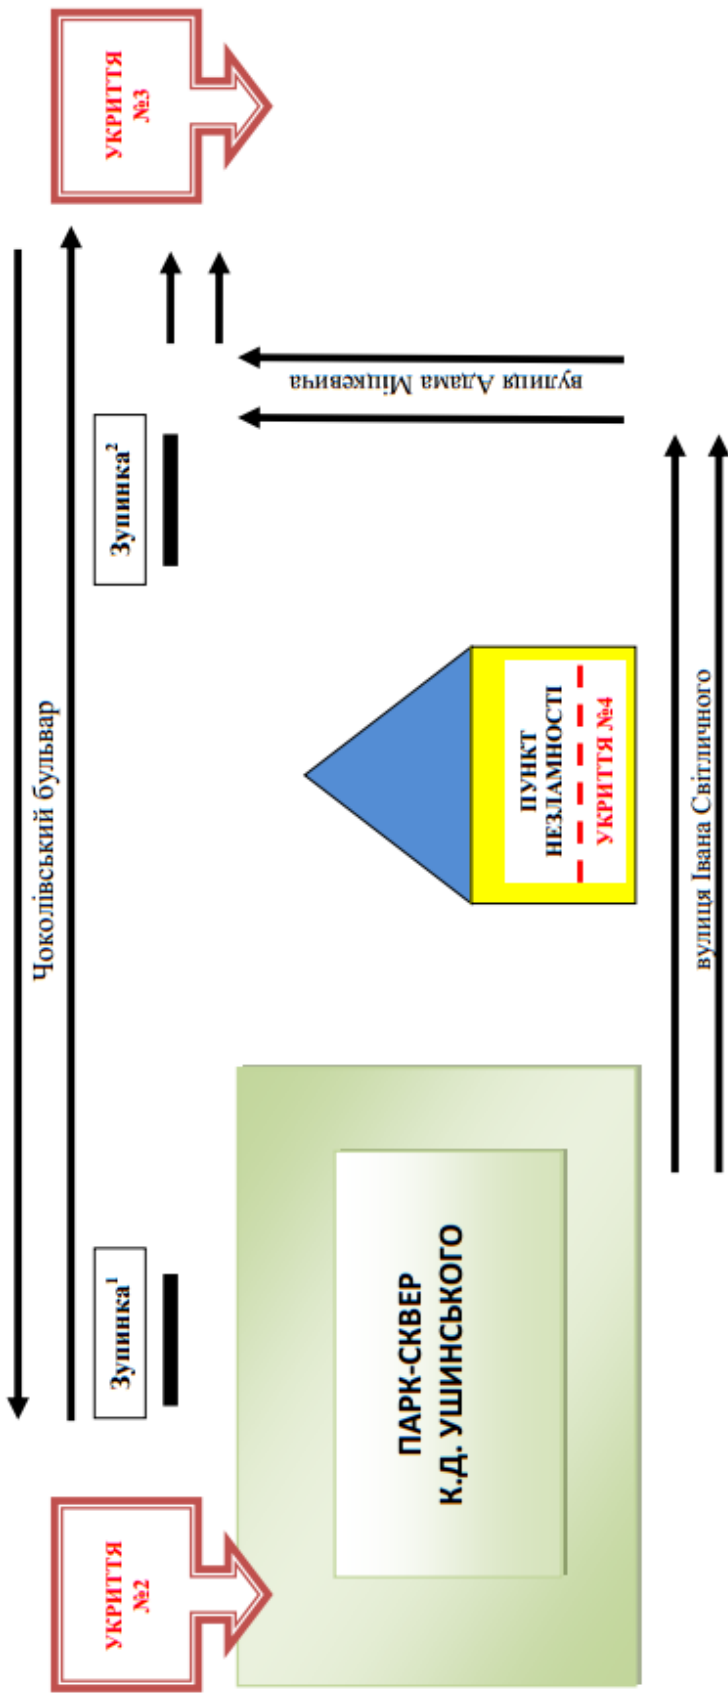 Чоколівський бульвар
УКРИТТЯ
№2
Зупинка¹
Зупинка²
УКРИТТЯ
№3
ПАРК-СКВЕР
К.Д. УШИНСЬКОГО
ПУНКТ
НЕЗЛАМНОСТІ
УКРИТТЯ №4
вулиця Адама Міцкевича
вулиця Івана Світличного